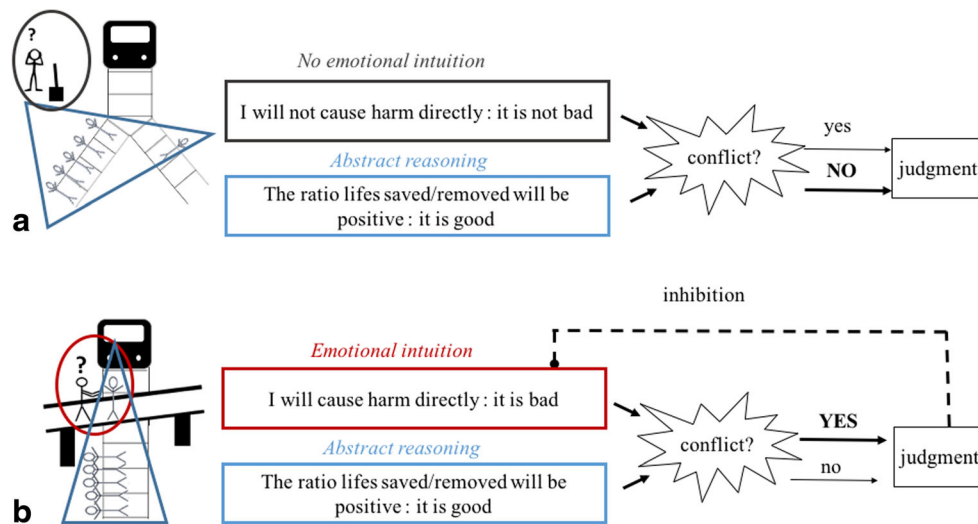 ?
No emotional intuition
I will not cause harm directly : it is not bad
Abstract reasoning
The ratio lifes saved/removed will be
positive : it is good
conflict?
yes
NO
judgment
a
inhibition
?
Emotional intuition
I will cause harm directly : it is bad
Abstract reasoning
The ratio lifes saved/removed will be
positive : it is good
conflict?
YES
no
judgment
b